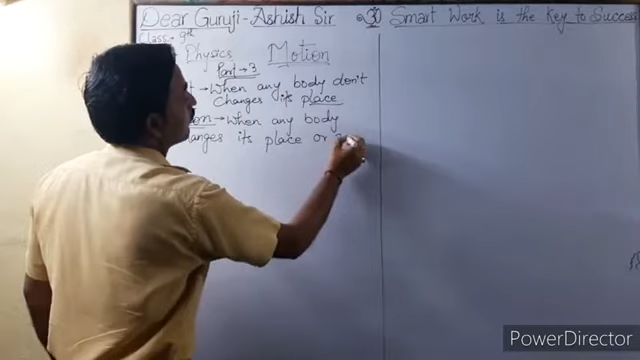 Dear Guruji - Ashish Sir ॐ Smart Work is the Key to Success
Class - 9th
Physics Motion
Part → 3
→ When any body don't
Changes its place
→ When any body
its place or
PowerDirector